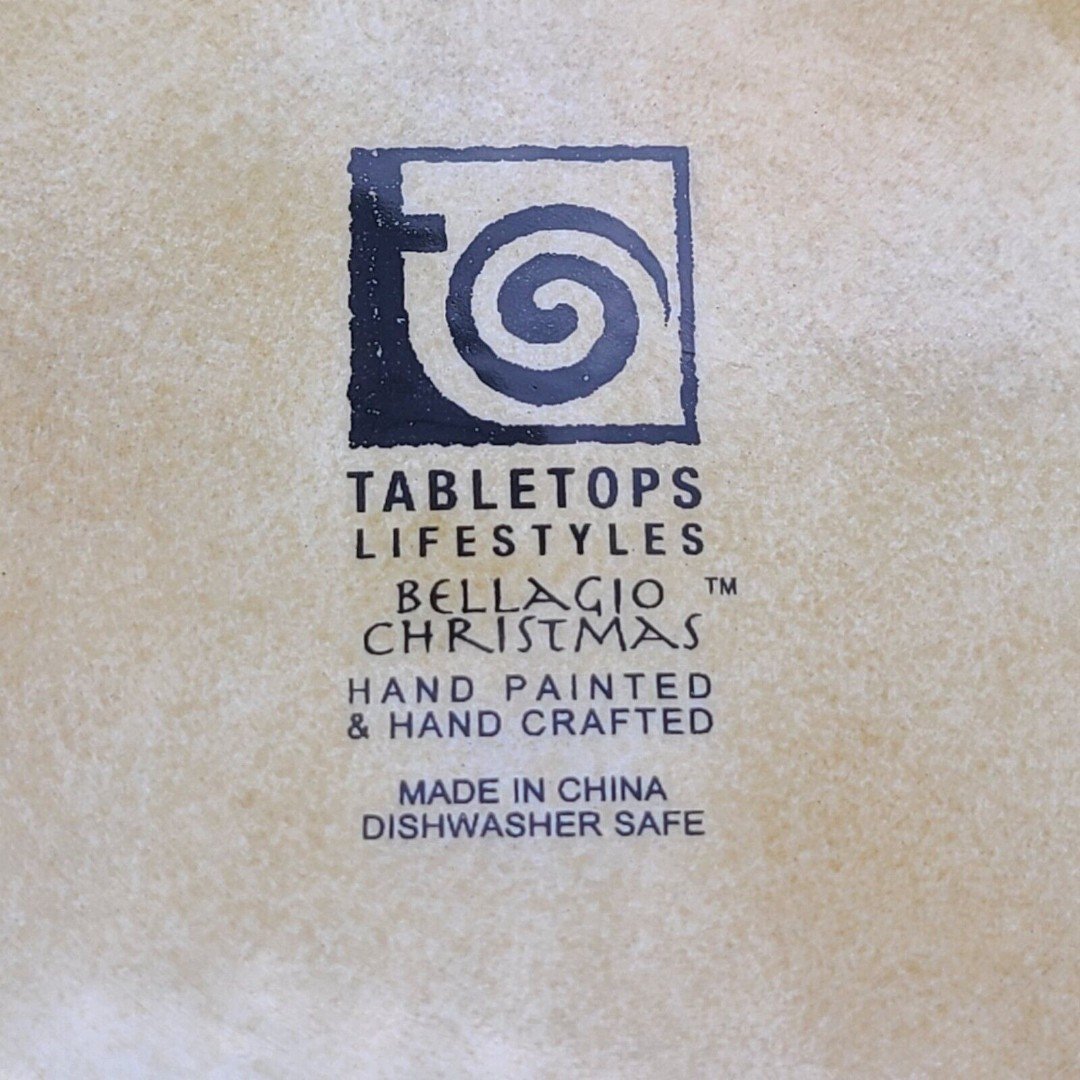 t
TABLETOPS
LIFESTYLES
BELLAGIO ™
CHRISTMAS
HAND PAINTED
& HAND CRAFTED
MADE IN CHINA
DISHWASHER SAFE